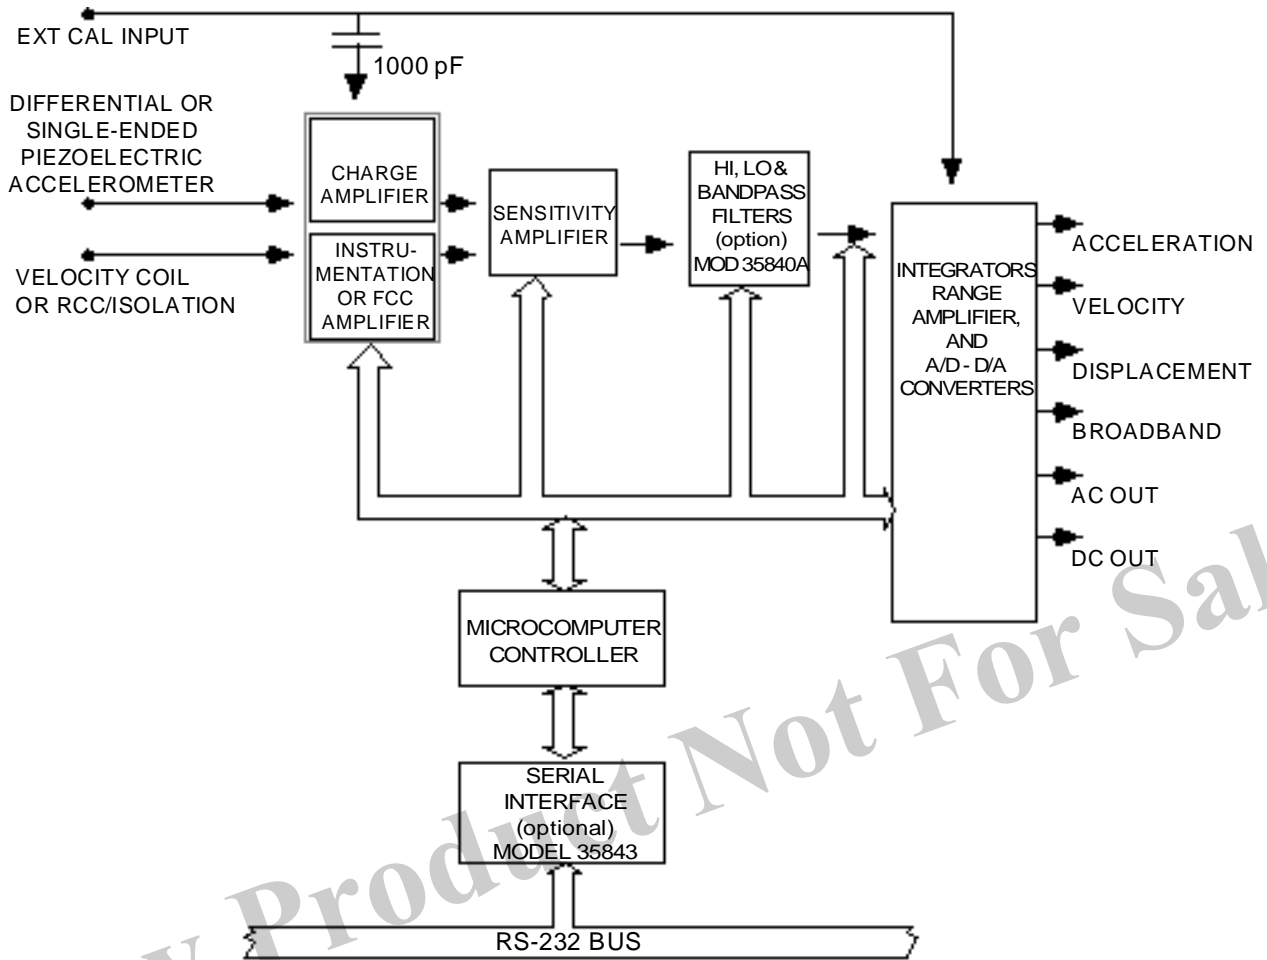 EXT CAL INPUT
1000 pF
DIFFERENTIAL OR
SINGLE-ENDED
PIEZOELECTRIC
ACCELEROMETER
VELOCITY COIL
OR RCC/ISOLATION
CHARGE
AMPLIFIER
INSTRU-
MENTATION
OR FCC
AMPLIFIER
SENSITIVITY
AMPLIFIER
HI, LO &
BANDPASS
FILTERS
(option)
MOD 35840A
INTEGRATORS
RANGE
AMPLIFIER,
AND
A/D - D/A
CONVERTERS
ACCELERATION
VELOCITY
DISPLACEMENT
BROADBAND
AC OUT
DC OUT
MICROCOMPUTER
CONTROLLER
SERIAL
INTERFACE
(optional)
MODEL 35843
RS-232 BUS
y Product Not For Sal